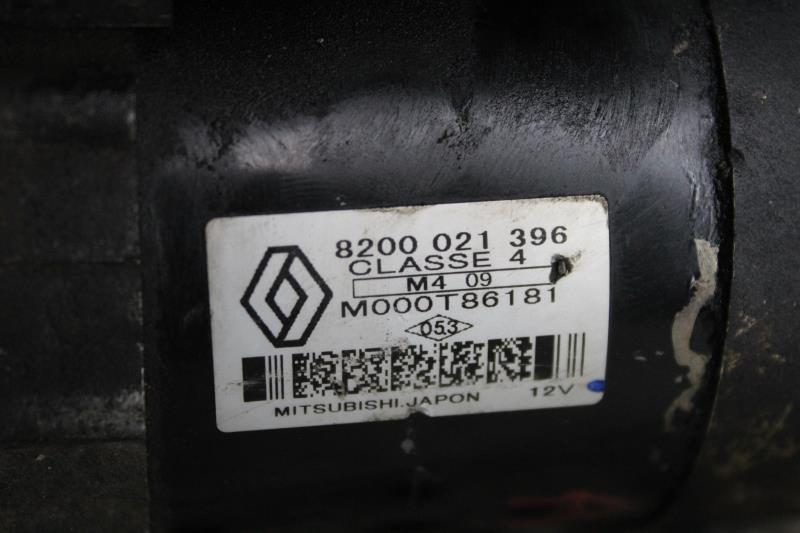 8200 021 396
CLASSE 4
M4 09
M000T86181
053
MITSUBISHI.JAPON 12V